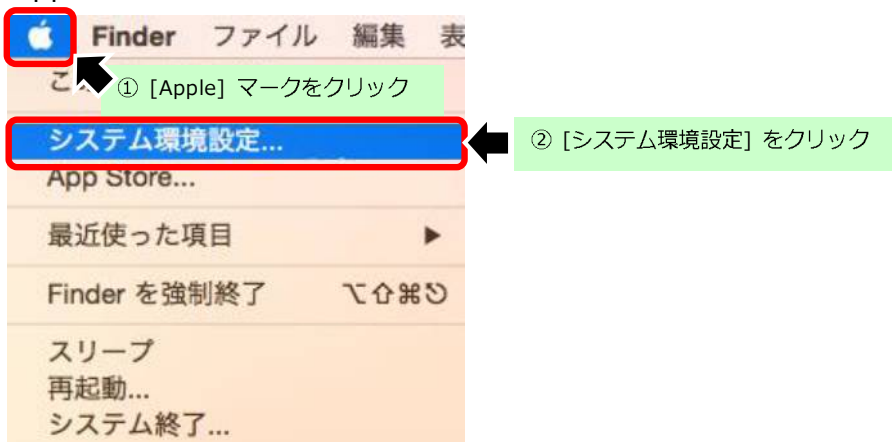 Finder ファイル 編集 表
こ
① [Apple] マークをクリック
システム環境設定...
② [システム環境設定] をクリック
App Store...
最近使った項目 ▶
Finder を強制終了 ⌥⇧⌘⎋
スリープ
再起動...
システム終了...